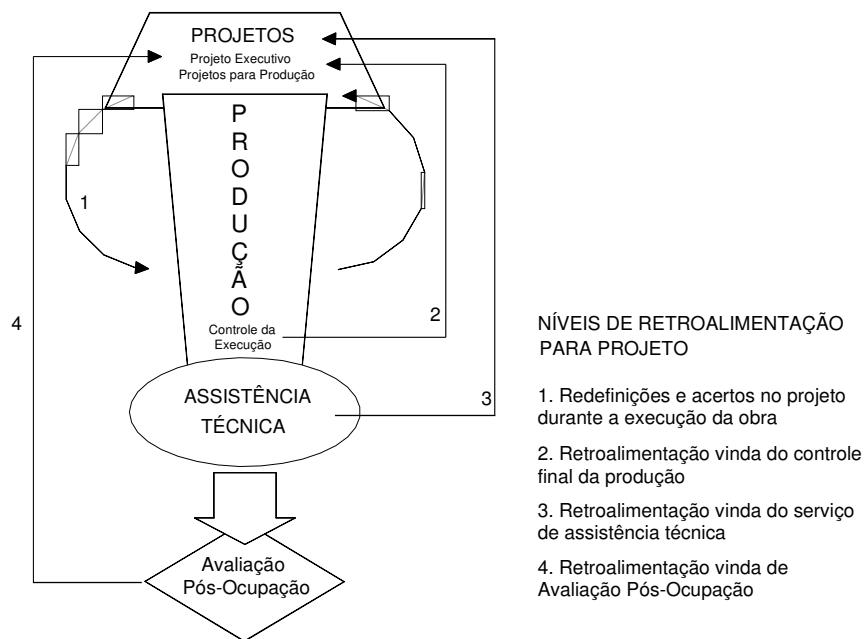 PROJETOS
Projeto Executivo
Projetos para Produção
P
R
O
D
U
Ç
Ã
O
1
2
Controle da
Execução
4
3
ASSISTÊNCIA
TÉCNICA
Avaliação
Pós-Ocupação
NÍVEIS DE RETROALIMENTAÇÃO
PARA PROJETO
1. Redefinições e acertos no projeto
durante a execução da obra
2. Retroalimentação vinda do controle
final da produção
3. Retroalimentação vinda do serviço
de assistência técnica
4. Retroalimentação vinda de
Avaliação Pós-Ocupação